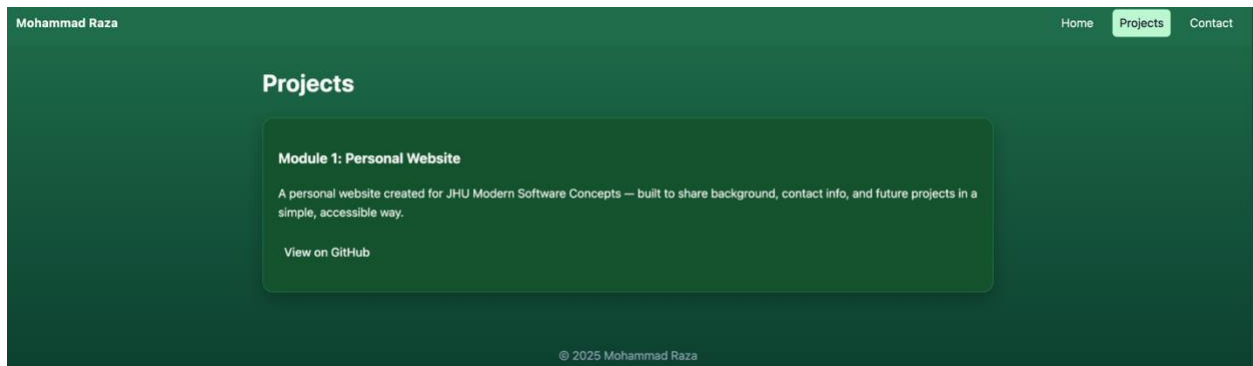 Mohammad Raza
Home
Projects
Contact
Projects
Module 1: Personal Website
A personal website created for JHU Modern Software Concepts — built to share background, contact info, and future projects in a
simple, accessible way.
View on GitHub
© 2025 Mohammad Raza